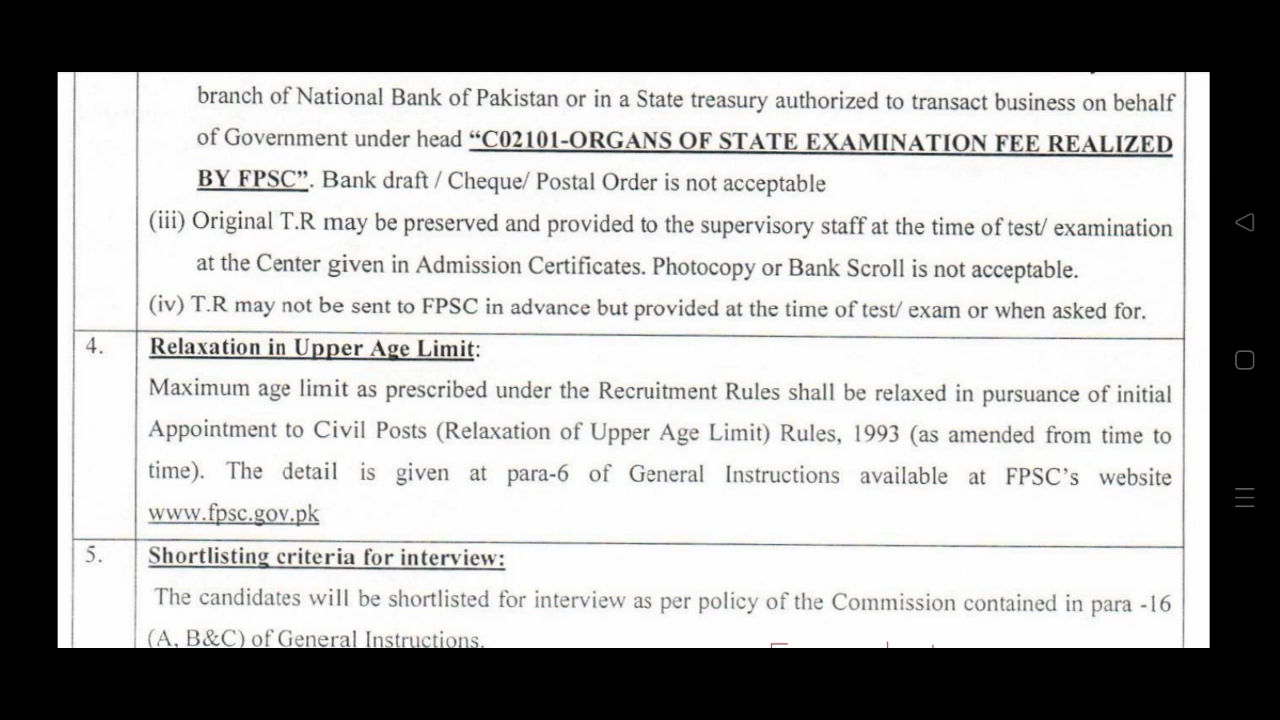 branch of National Bank of Pakistan or in a State treasury authorized to transact business on behalf
of Government under head “C02101-ORGANS OF STATE EXAMINATION FEE REALIZED
BY FPSC”. Bank draft / Cheque/ Postal Order is not acceptable
(iii) Original T.R may be preserved and provided to the supervisory staff at the time of test/ examination
at the Center given in Admission Certificates. Photocopy or Bank Scroll is not acceptable.
(iv) T.R may not be sent to FPSC in advance but provided at the time of test/ exam or when asked for.
4. Relaxation in Upper Age Limit:
Maximum age limit as prescribed under the Recruitment Rules shall be relaxed in pursuance of initial
Appointment to Civil Posts (Relaxation of Upper Age Limit) Rules, 1993 (as amended from time to
time). The detail is given at para-6 of General Instructions available at FPSC’s website
www.fpsc.gov.pk
5. Shortlisting criteria for interview:
The candidates will be shortlisted for interview as per policy of the Commission contained in para -16
(A, B&C) of General Instructions.